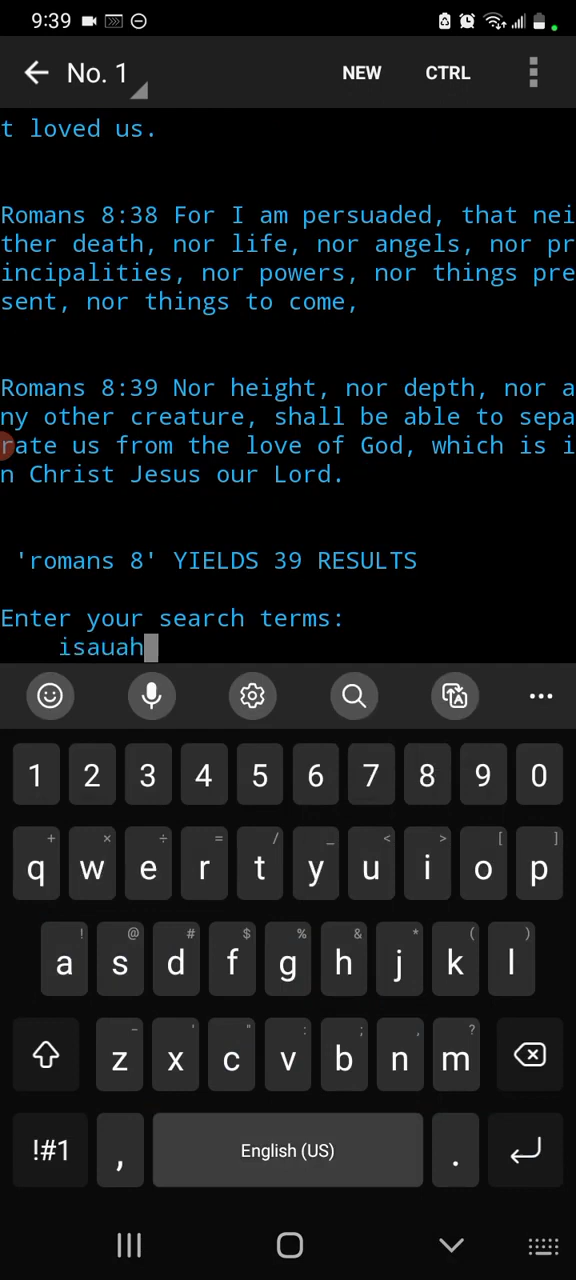 9:39
No. 1
NEW
CTRL
t loved us.
Romans 8:38 For I am persuaded, that nei
ther death, nor life, nor angels, nor pr
incipalities, nor powers, nor things pre
sent, nor things to come,
Romans 8:39 Nor height, nor depth, nor a
ny other creature, shall be able to sepa
rate us from the love of God, which is i
n Christ Jesus our Lord.
'romans 8' YIELDS 39 RESULTS
Enter your search terms:
isauah
1 2 3 4 5 6 7 8 9 0
+ × ÷ = / _ < > [ ]
q w e r t y u i o p
! @ # $ % & * ( )
a s d f g h j k l
- ' " : ; , ?
z x c v b n m
!#1 , English (US) .